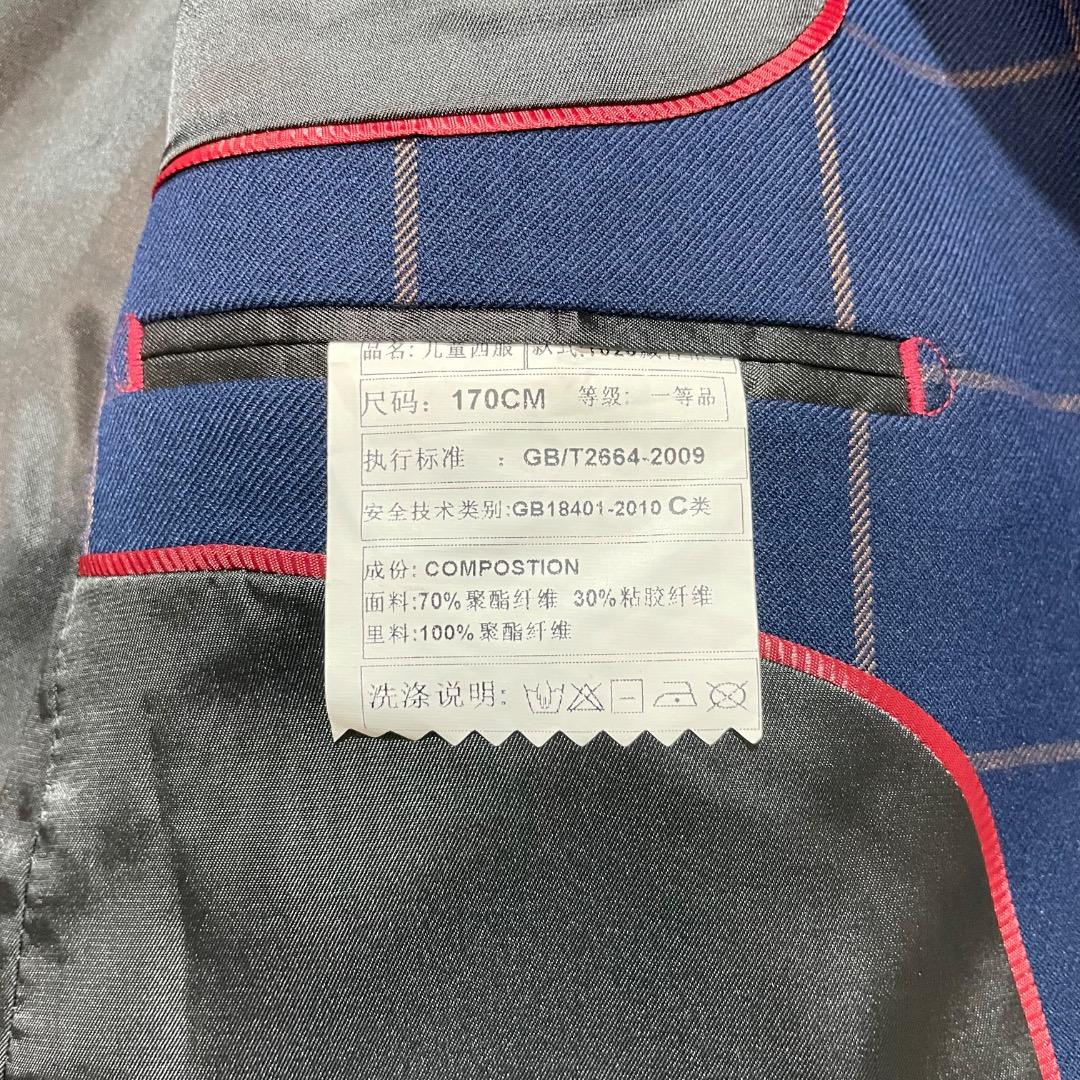 品名: 儿童西服 款式:
尺码: 170CM 等级: 一等品
执行标准 : GB/T2664-2009
安全技术类别:GB18401-2010 C类
成份: COMPOSTION
面料:70%聚酯纤维 30%粘胶纤维
里料:100%聚酯纤维
洗涤说明: